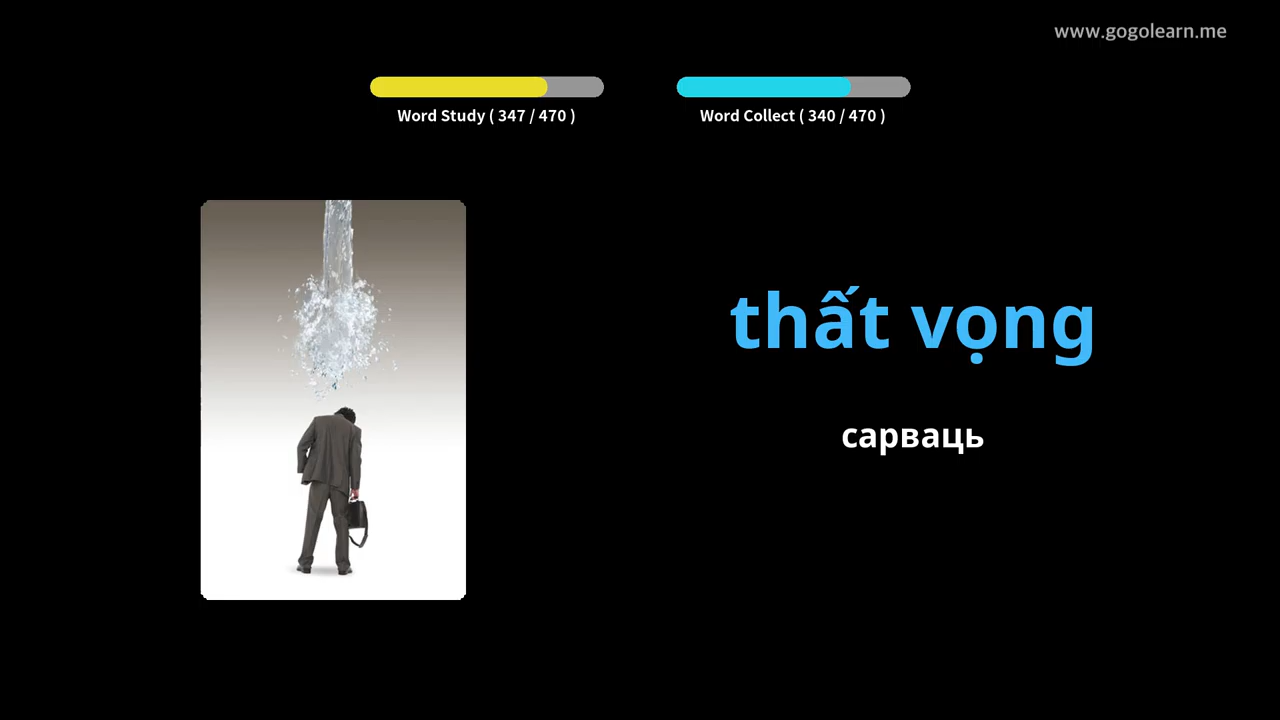 www.gogolearn.me
Word Study ( 347 / 470 )
Word Collect ( 340 / 470 )
thất vọng
сарваць